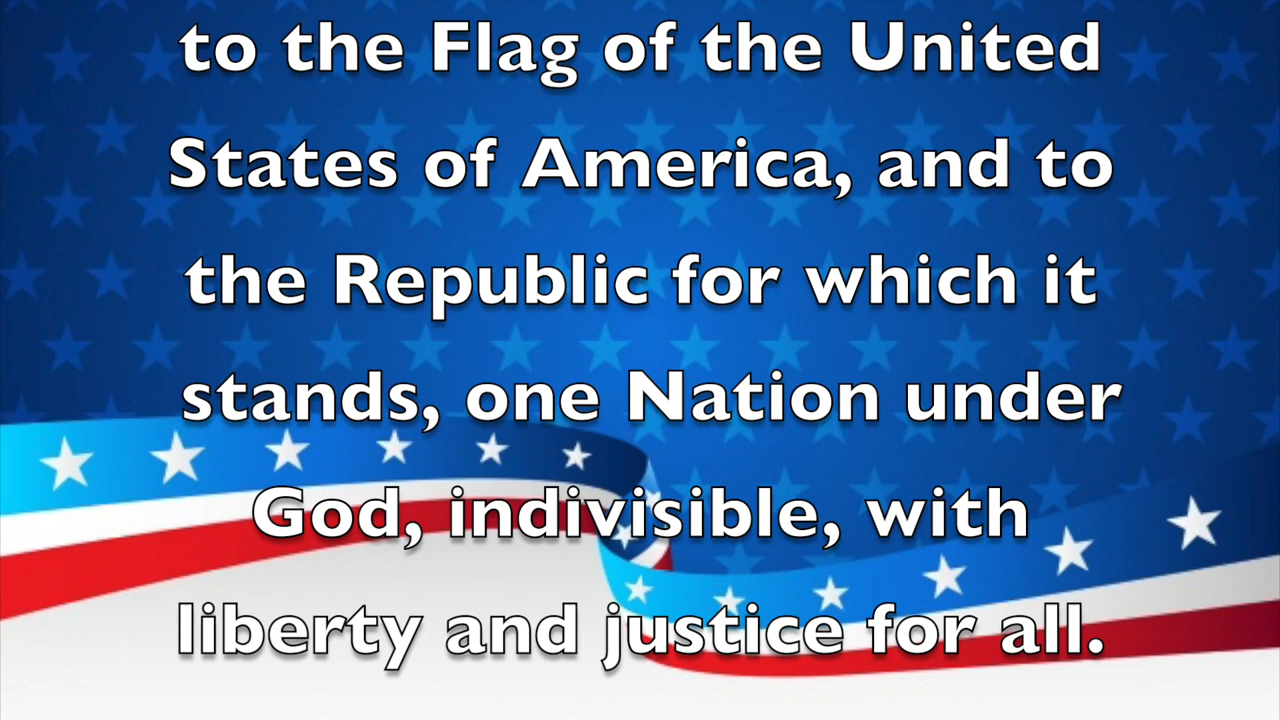 to the Flag of the United
States of America, and to
the Republic for which it
stands, one Nation under
God, indivisible, with
liberty and justice for all.